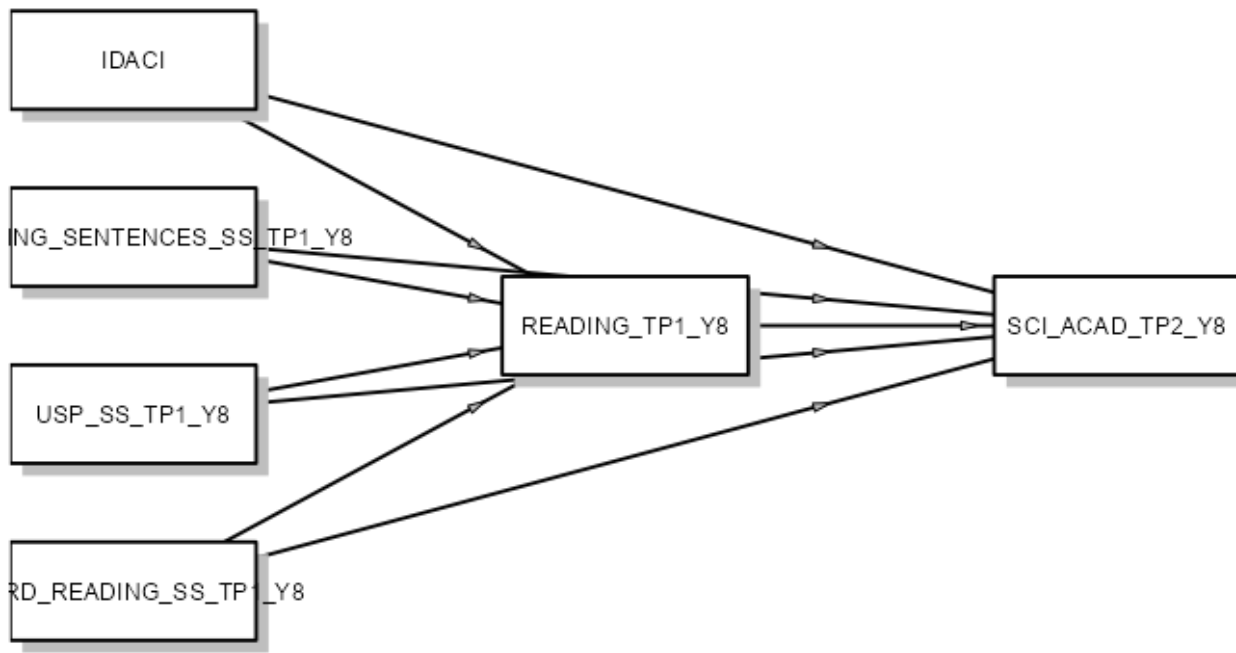 IDACI
ING_SENTENCES_SS_TP1_Y8
READING_TP1_Y8
SCI_ACAD_TP2_Y8
USP_SS_TP1_Y8
RD_READING_SS_TP1_Y8